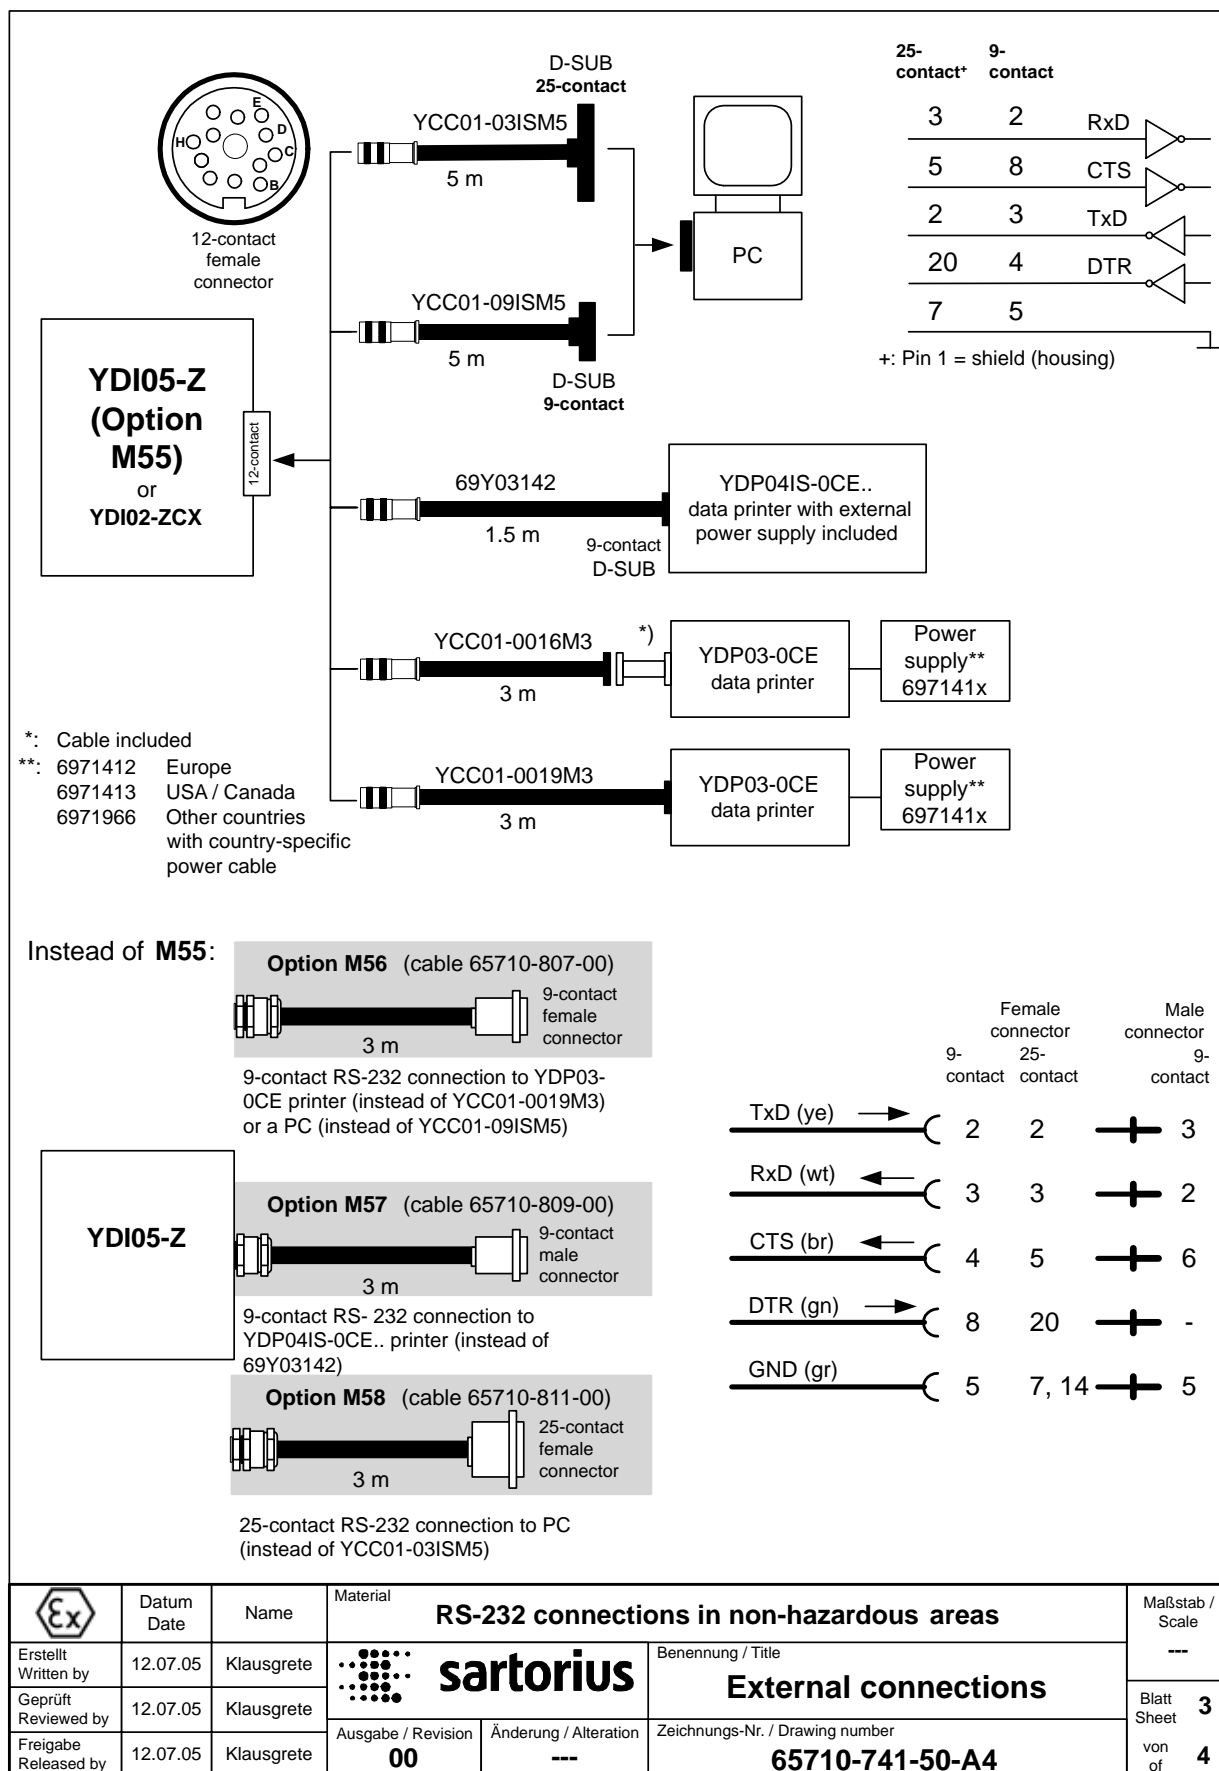 D-SUB
25-contact
YCC01-03ISM5
5 m
E
D
H
C
B
12-contact
female
connector
PC
25-
contact+
9-
contact
3 2 RxD
5 8 CTS
2 3 TxD
20 4 DTR
7 5
+: Pin 1 = shield (housing)
YCC01-09ISM5
5 m
D-SUB
9-contact
YDI05-Z
(Option
M55)
or
YDI02-ZCX
12-contact
69Y03142
1.5 m
9-contact
D-SUB
YDP04IS-0CE..
data printer with external
power supply included
YCC01-0016M3
3 m
*)
YDP03-0CE
data printer
Power
supply**
697141x
YCC01-0019M3
3 m
YDP03-0CE
data printer
Power
supply**
697141x
*: Cable included
**: 6971412 Europe
6971413 USA / Canada
6971966 Other countries
with country-specific
power cable
Instead of M55:
Option M56 (cable 65710-807-00)
9-contact
female
connector
3 m
9-contact RS-232 connection to YDP03-
0CE printer (instead of YCC01-0019M3)
or a PC (instead of YCC01-09ISM5)
YDI05-Z
Option M57 (cable 65710-809-00)
9-contact
male
connector
3 m
9-contact RS- 232 connection to
YDP04IS-0CE.. printer (instead of
69Y03142)
Option M58 (cable 65710-811-00)
25-contact
female
connector
3 m
25-contact RS-232 connection to PC
(instead of YCC01-03ISM5)
Female
connector
Male
connector
9-
contact
25-
contact
9-
contact
TxD (ye) 2 2 3
RxD (wt) 3 3 2
CTS (br) 4 5 6
DTR (gn) 8 20 -
GND (gr) 5 7, 14 5
Ex
Datum
Date
Name
Material
RS-232 connections in non-hazardous areas
Maßstab /
Scale
---
Erstellt
Written by
12.07.05 Klausgrete
sartorius
Benennung / Title
External connections
Geprüft
Reviewed by
12.07.05 Klausgrete
Blatt
Sheet
3
Freigabe
Released by
12.07.05 Klausgrete
Ausgabe / Revision
00
Änderung / Alteration
---
Zeichnungs-Nr. / Drawing number
65710-741-50-A4
von
of
4